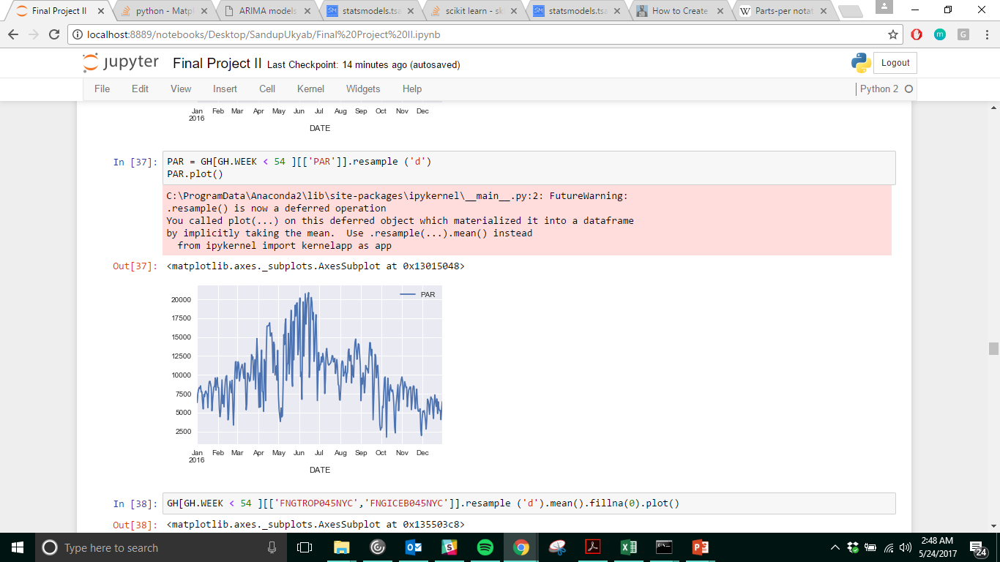 Final Project II
python - Matpl
ARIMA models
statsmodels.tsa
scikit learn - sk
statsmodels.tsa
How to Create
Parts-per notat
localhost:8889/notebooks/Desktop/SandupUkyab/Final%20Project%20II.ipynb
jupyter Final Project II Last Checkpoint: 14 minutes ago (autosaved)
Logout
File Edit View Insert Cell Kernel Widgets Help
Python 2
Jan Feb Mar Apr May Jun Jul Aug Sep Oct Nov Dec
2016
DATE
In [37]: PAR = GH[GH.WEEK < 54 ][['PAR']].resample ('d')
PAR.plot()
C:\ProgramData\Anaconda2\lib\site-packages\ipykernel\__main__.py:2: FutureWarning:
.resample() is now a deferred operation
You called plot(...) on this deferred object which materialized it into a dataframe
by implicitly taking the mean.  Use .resample(...).mean() instead
from ipykernel import kernelapp as app
Out[37]: <matplotlib.axes._subplots.AxesSubplot at 0x13015048>
PAR
20000
17500
15000
12500
10000
7500
5000
2500
Jan Feb Mar Apr May Jun Jul Aug Sep Oct Nov Dec
2016
DATE
In [38]: GH[GH.WEEK < 54 ][['FNGTROP045NYC','FNGICEB045NYC']].resample ('d').mean().fillna(0).plot()
Out[38]: <matplotlib.axes._subplots.AxesSubplot at 0x135503c8>
Type here to search
2:48 AM
5/24/2017
24